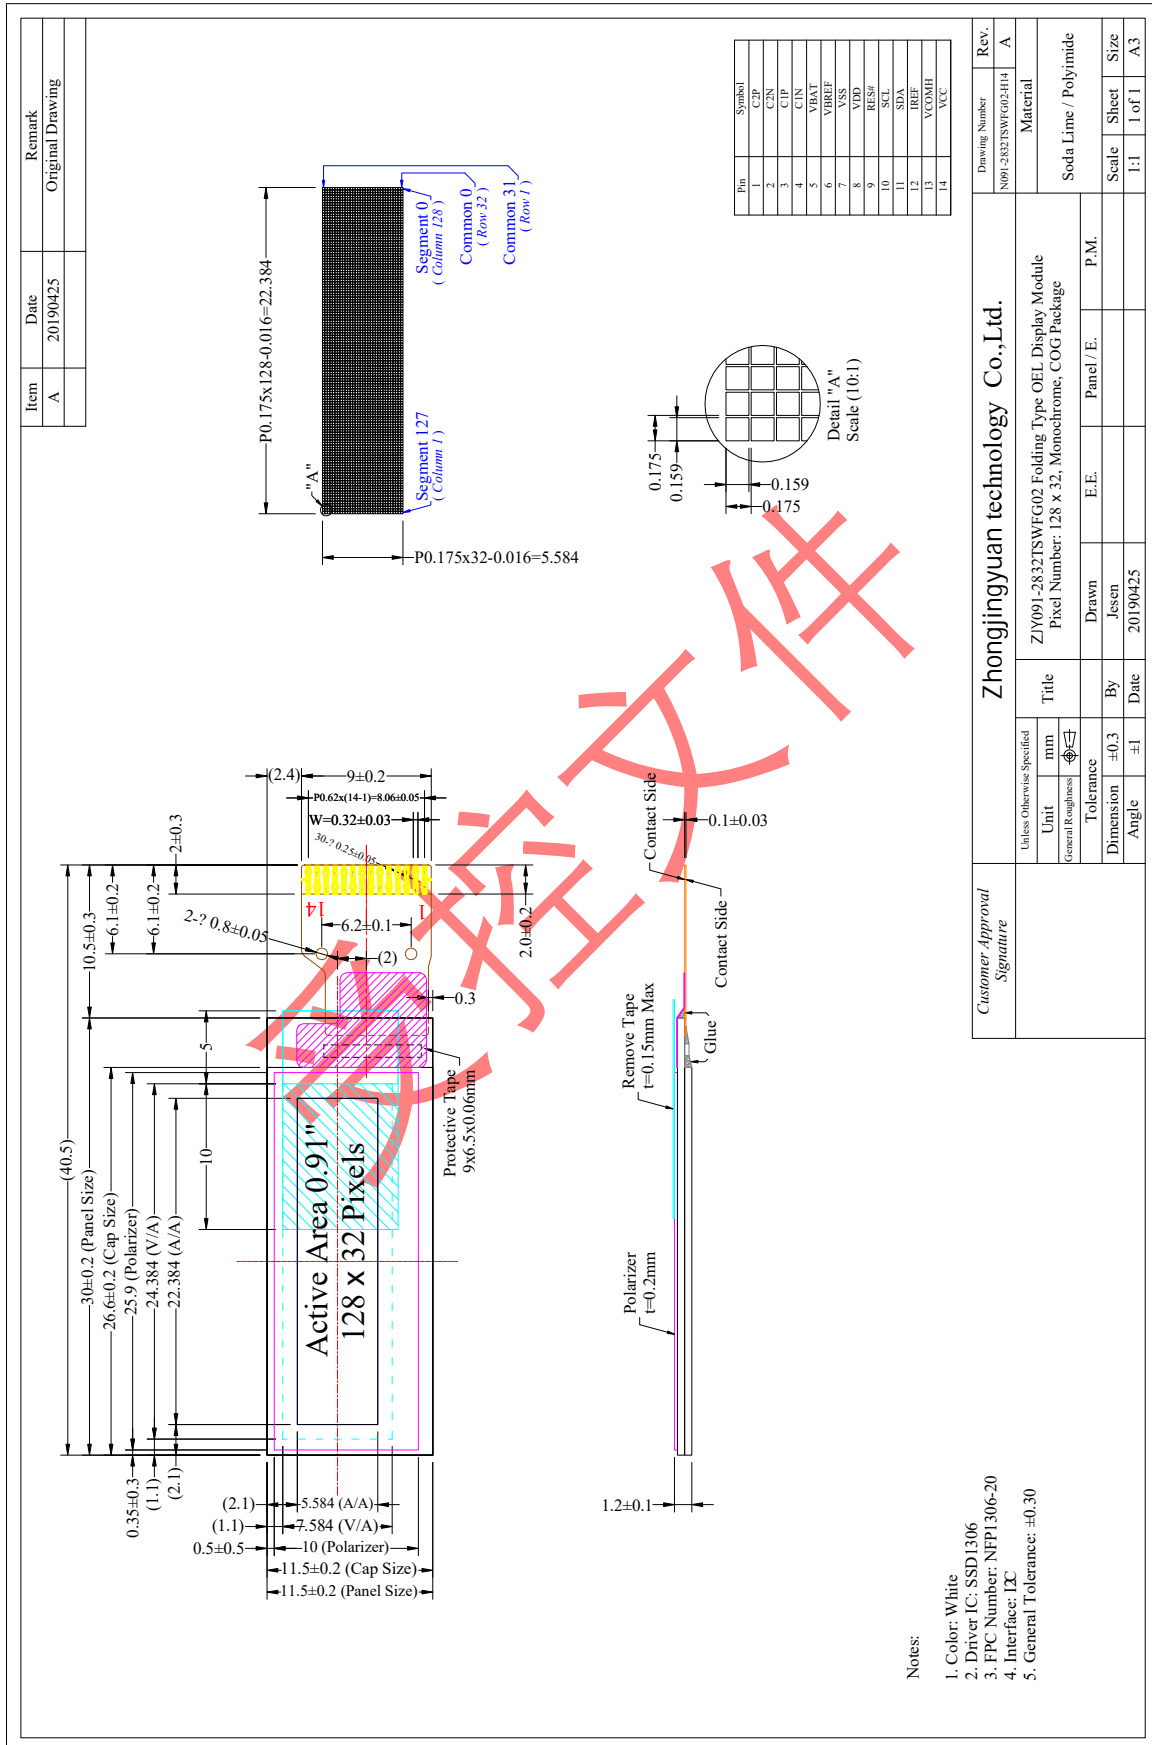 Item Date Remark
A 20190425 Original Drawing
P0.175x128-0.016=22.384
"A"
P0.175x32-0.016=5.584
Segment 127
( Column 1 )
Segment 0
( Column 128 )
Common 0
( Row 32 )
Common 31
( Row 1 )
0.175
0.159
0.159
0.175
Detail "A"
Scale (10:1)
Pin Symbol
1 C2P
2 C2N
3 C1P
4 C1N
5 VBAT
6 VBREF
7 VSS
8 VDD
9 RES#
10 SCL
11 SDA
12 IREF
13 VCOMH
14 VCC
(40.5)
30±0.2 (Panel Size)
26.6±0.2 (Cap Size)
25.9 (Polarizer)
24.384 (V/A)
22.384 (A/A)
0.35±0.3
(1.1)
(2.1)
10.5±0.3
6.1±0.2
6.1±0.2
2±0.3
5
10
(2.4)
9±0.2
P0.62x(14-1)=8.06±0.05
W=0.32±0.03
30-? 0.25±0.05
2-? 0.8±0.05
14
1
6.2±0.1
(2)
2.0±0.2
0.3
Protective Tape
9x6.5x0.06mm
Active Area 0.91"
128 x 32 Pixels
(2.1)
5.584 (A/A)
(1.1)
7.584 (V/A)
0.5±0.5
10 (Polarizer)
11.5±0.2 (Cap Size)
11.5±0.2 (Panel Size)
受控文件
Polarizer
t=0.2mm
Remove Tape
t=0.15mm Max
Glue
Contact Side
Contact Side
0.1±0.03
1.2±0.1
Notes:
1. Color: White
2. Driver IC: SSD1306
3. FPC Number: NFP1306-20
4. Interface: I2C
5. General Tolerance: ±0.30
Customer Approval
Signature
Unless Otherwise Specified
Unit mm
General Roughness
Tolerance
Dimension ±0.3
Angle ±1
Zhongjingyuan technology Co.,Ltd.
Title
ZJY091-2832TSWFG02 Folding Type OEL Display Module
Pixel Number: 128 x 32, Monochrome, COG Package
Drawn E.E. Panel / E. P.M.
By Jesen
Date 20190425
Drawing Number Rev.
N091-2832TSWFG02-H14 A
Material
Soda Lime / Polyimide
Scale Sheet Size
1:1 1 of 1 A3